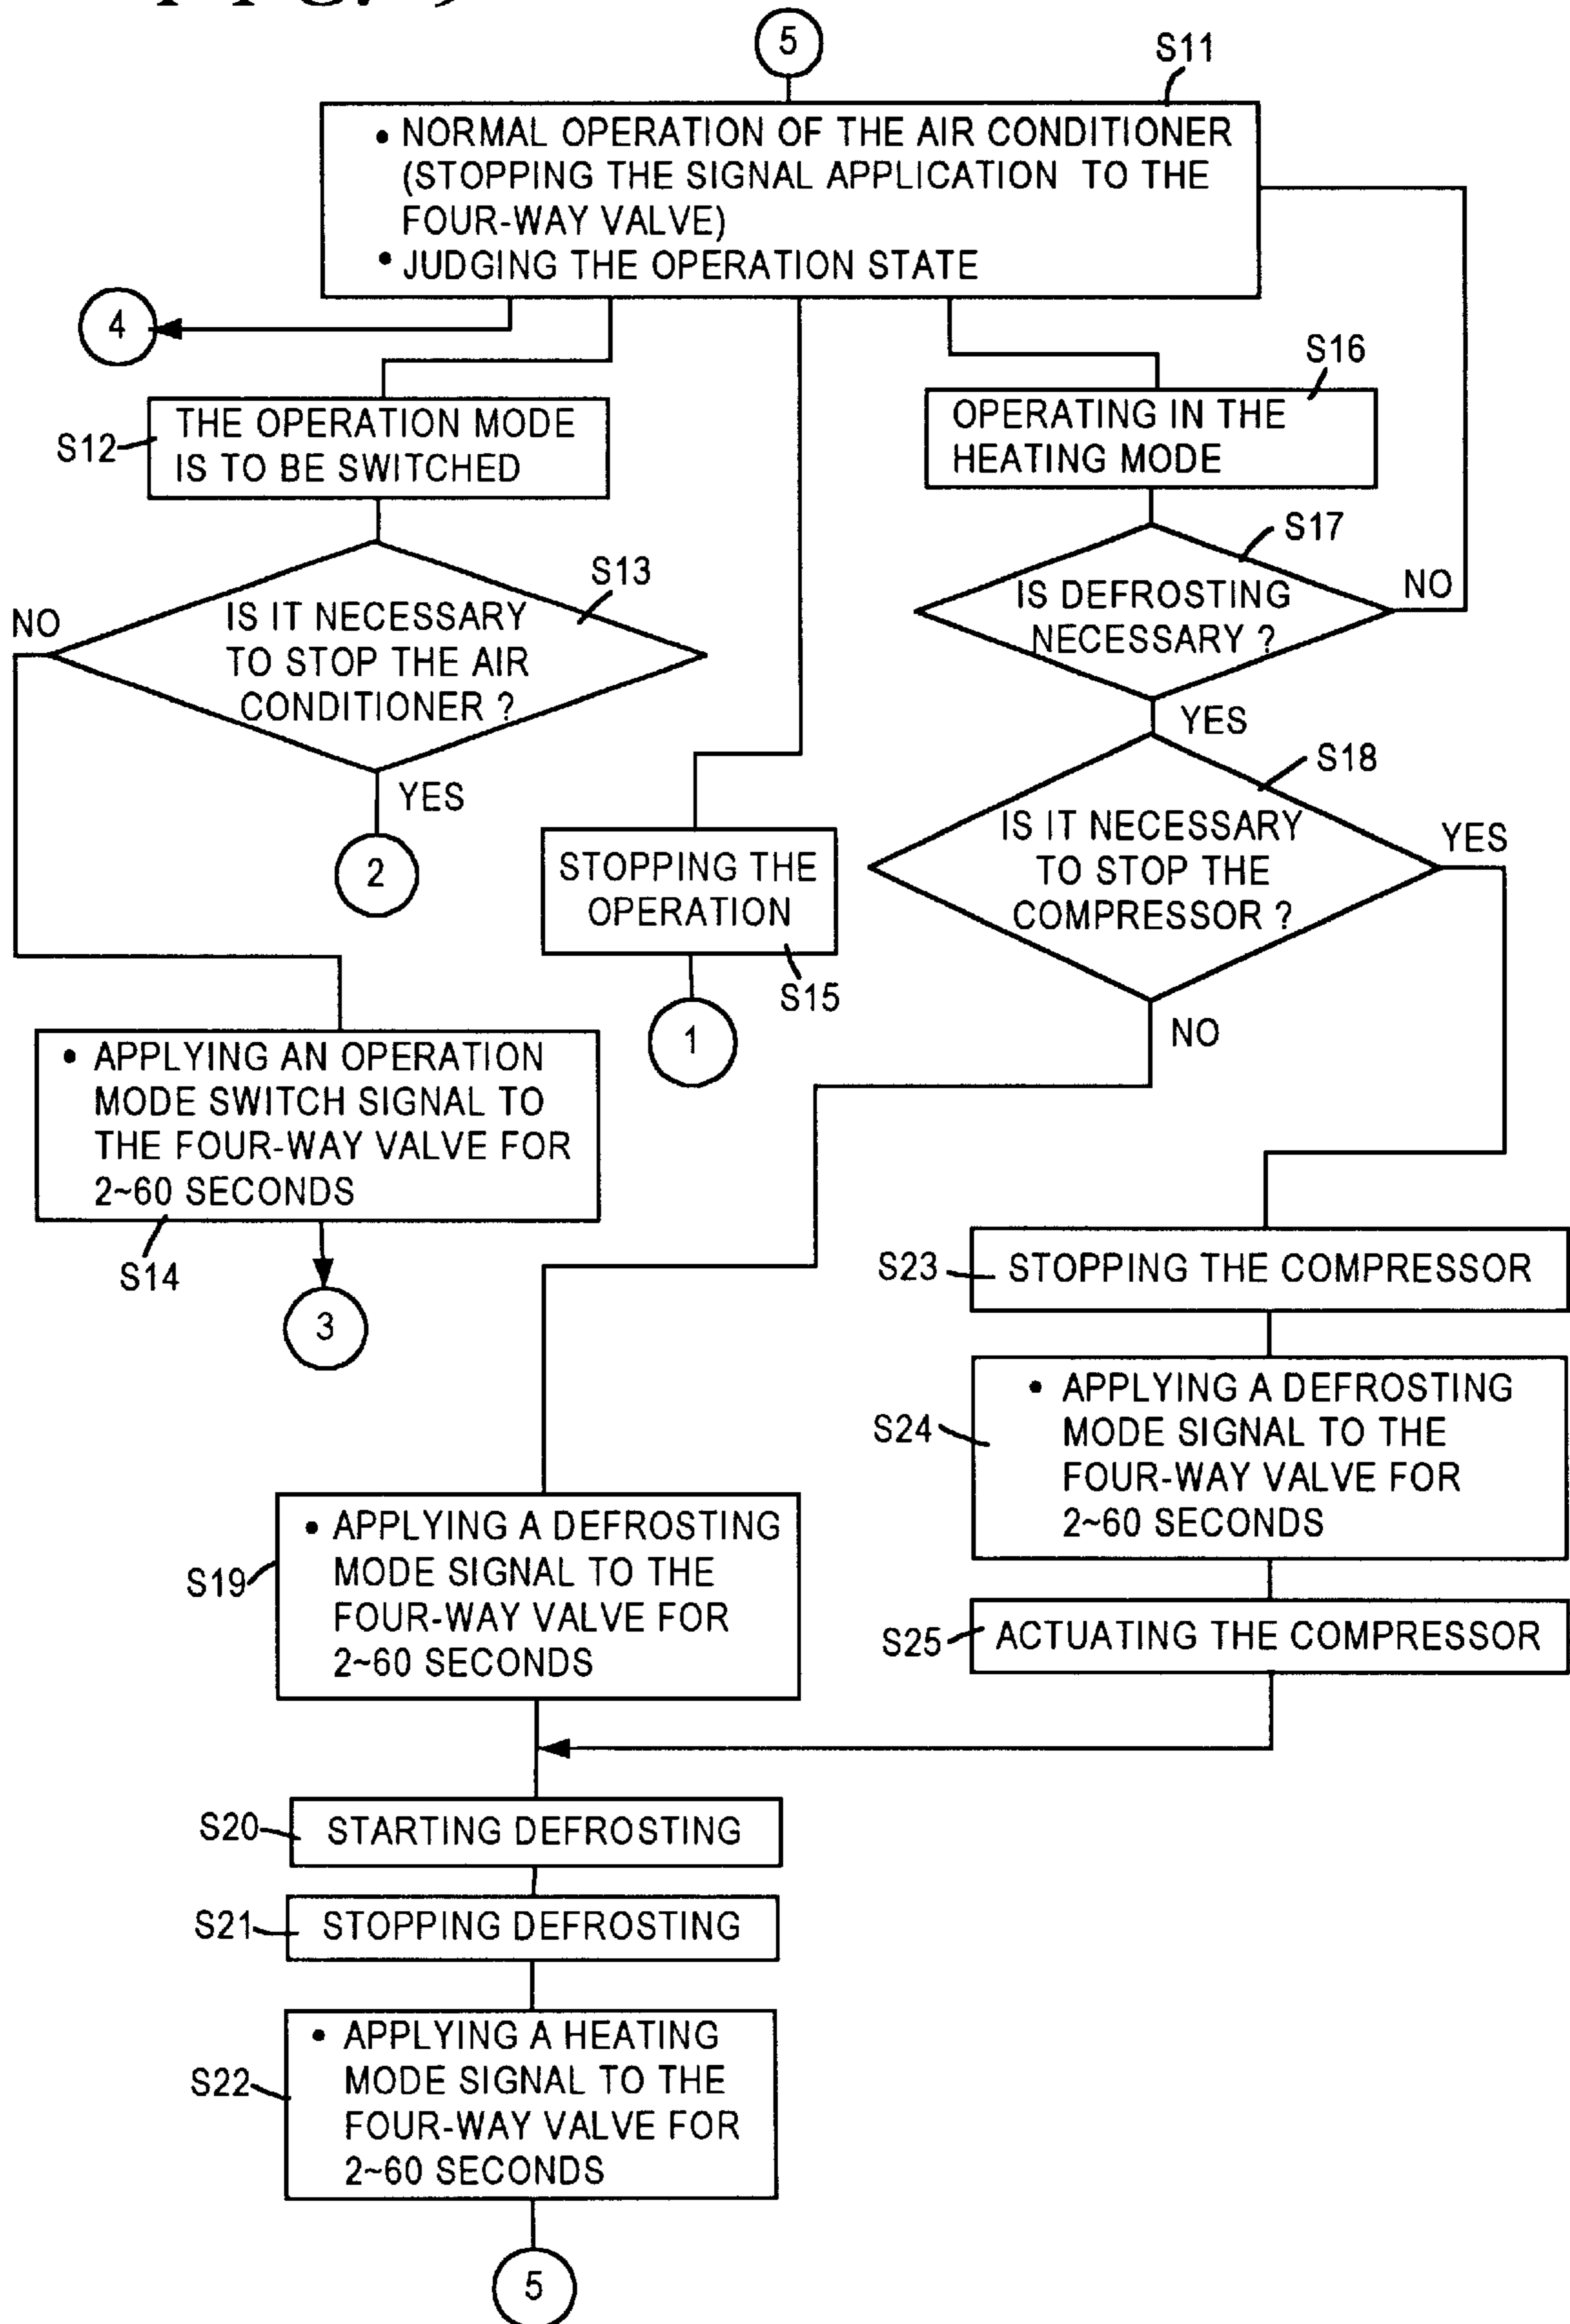 5
S11
• NORMAL OPERATION OF THE AIR CONDITIONER
(STOPPING THE SIGNAL APPLICATION TO THE
FOUR-WAY VALVE)
• JUDGING THE OPERATION STATE
4
S12
THE OPERATION MODE
IS TO BE SWITCHED
S16
OPERATING IN THE
HEATING MODE
S13
NO
IS IT NECESSARY
TO STOP THE AIR
CONDITIONER ?
YES
2
S17
IS DEFROSTING
NECESSARY ?
NO
YES
S18
IS IT NECESSARY
TO STOP THE
COMPRESSOR ?
YES
NO
STOPPING THE
OPERATION
S15
1
• APPLYING AN OPERATION
MODE SWITCH SIGNAL TO
THE FOUR-WAY VALVE FOR
2~60 SECONDS
S14
3
S23
STOPPING THE COMPRESSOR
S24
• APPLYING A DEFROSTING
MODE SIGNAL TO THE
FOUR-WAY VALVE FOR
2~60 SECONDS
S25
ACTUATING THE COMPRESSOR
S19
• APPLYING A DEFROSTING
MODE SIGNAL TO THE
FOUR-WAY VALVE FOR
2~60 SECONDS
S20
STARTING DEFROSTING
S21
STOPPING DEFROSTING
S22
• APPLYING A HEATING
MODE SIGNAL TO THE
FOUR-WAY VALVE FOR
2~60 SECONDS
5